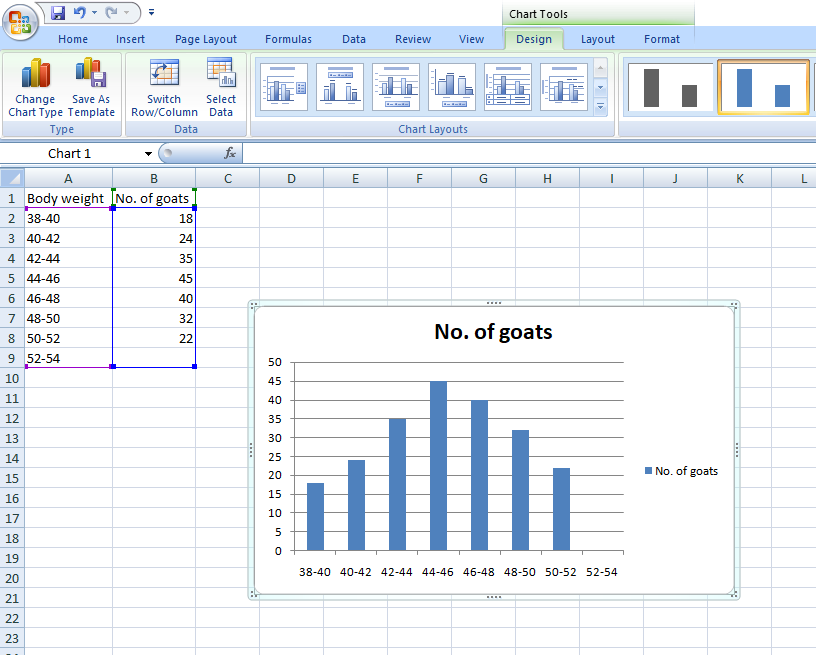 Chart Tools
Home Insert Page Layout Formulas Data Review View Design Layout Format
Change Chart Type
Save As Template
Switch Row/Column
Select Data
Type Data Chart Layouts
Chart 1 fx
A B C D E F G H I J K L
1 Body weight No. of goats
2 38-40 18
3 40-42 24
4 42-44 35
5 44-46 45
6 46-48 40
7 48-50 32
8 50-52 22
9 52-54
10
11
12
13
14
15
16
17
18
19
20
21
22
23
No. of goats
50
45
40
35
30
25
20
15
10
5
0
38-40 40-42 42-44 44-46 46-48 48-50 50-52 52-54
No. of goats